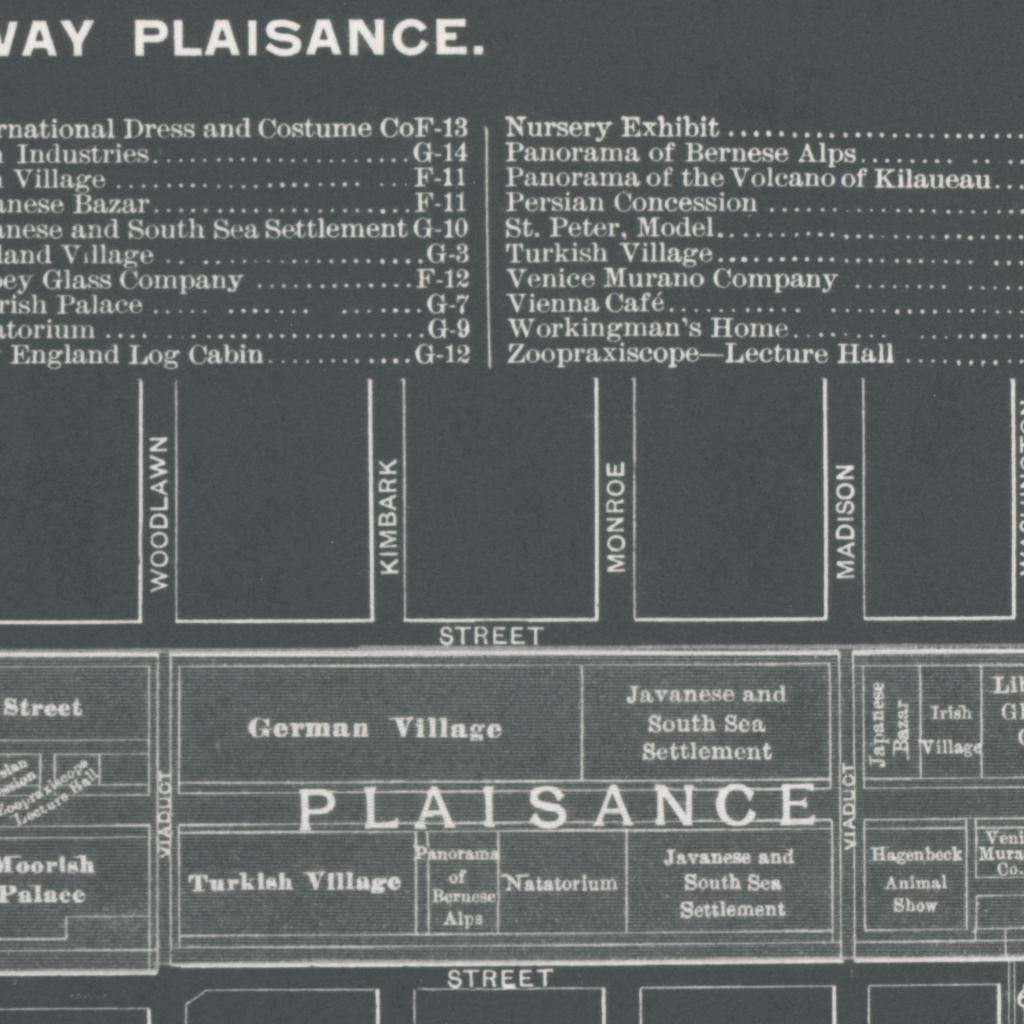 WAY PLAISANCE.
rnational Dress and Costume Co F-13
Industries G-14
Village F-11
anese Bazar F-11
anese and South Sea Settlement G-10
land Village G-3
bey Glass Company F-12
rish Palace G-7
atorium G-9
England Log Cabin G-12
Nursery Exhibit
Panorama of Bernese Alps
Panorama of the Volcano of Kilaueau
Persian Concession
St. Peter, Model
Turkish Village
Venice Murano Company
Vienna Café
Workingman's Home
Zoopraxiscope—Lecture Hall
WOODLAWN
KIMBARK
MONROE
MADISON
STREET
Street
German Village
Javanese and
South Sea
Settlement
Japanese
Bazar
Irish
Village
Zoopraxiscope
Lecture Hall
VIADUCT
PLAISANCE
VIADUCT
Moorish
Palace
Turkish Village
Panorama
of
Bernese
Alps
Natatorium
Javanese and
South Sea
Settlement
Hagenbeck
Animal
Show
Veni
Mura
Co.
STREET